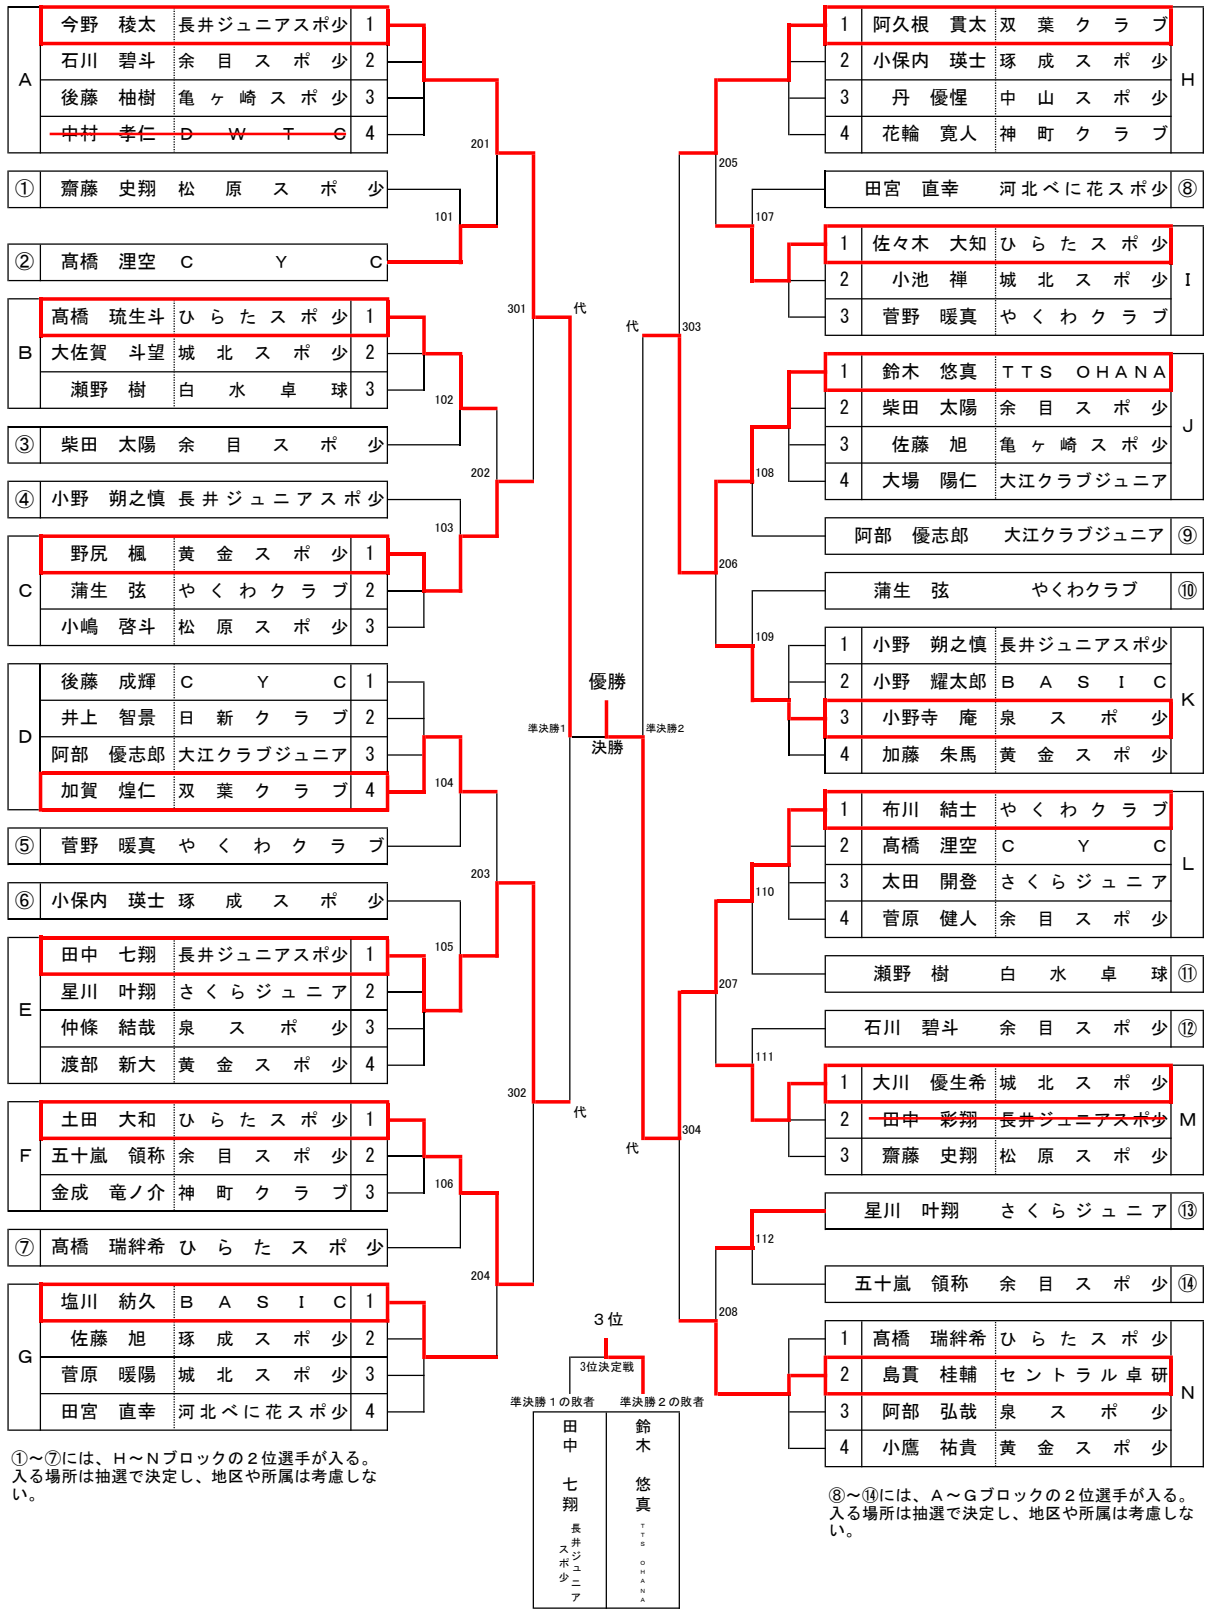 A
今野 稜太 長井ジュニアスポ少 1
石川 碧斗 余目スポ少 2
後藤 柚樹 亀ヶ崎スポ少 3
中村 孝仁 DWTC 4
① 齋藤 史翔 松原スポ少
② 髙橋 浬空 CYC
B
髙橋 琉生斗 ひらたスポ少 1
大佐賀 斗望 城北スポ少 2
瀬野 樹 白水卓球 3
③ 柴田 太陽 余目スポ少
④ 小野 朔之慎 長井ジュニアスポ少
C
野尻 楓 黄金スポ少 1
蒲生 弦 やくわクラブ 2
小嶋 啓斗 松原スポ少 3
D
後藤 成輝 CYC 1
井上 智景 日新クラブ 2
阿部 優志郎 大江クラブジュニア 3
加賀 煌仁 双葉クラブ 4
⑤ 菅野 暖真 やくわクラブ
⑥ 小保内 瑛士 琢成スポ少
E
田中 七翔 長井ジュニアスポ少 1
星川 叶翔 さくらジュニア 2
仲條 結哉 泉スポ少 3
渡部 新大 黄金スポ少 4
F
土田 大和 ひらたスポ少 1
五十嵐 領称 余目スポ少 2
金成 竜ノ介 神町クラブ 3
⑦ 髙橋 瑞絆希 ひらたスポ少
G
塩川 紡久 BASIC 1
佐藤 旭 琢成スポ少 2
菅原 暖陽 城北スポ少 3
田宮 直幸 河北べに花スポ少 4
①～⑦には、H～Nブロックの2位選手が入る。
入る場所は抽選で決定し、地区や所属は考慮しな
い。
201
101
301
代
102
202
103
準決勝1
104
203
105
302
代
106
204
優勝
決勝
3位
3位決定戦
準決勝1の敗者
準決勝2の敗者
田中 七翔
長井ジュニア
スポ少
鈴木 悠真
TTS OHANA
205
107
代
303
108
206
109
準決勝2
110
207
111
代
304
112
208
H
1 阿久根 貫太 双葉クラブ
2 小保内 瑛士 琢成スポ少
3 丹 優惺 中山スポ少
4 花輪 寛人 神町クラブ
田宮 直幸 河北べに花スポ少 ⑧
I
1 佐々木 大知 ひらたスポ少
2 小池 禅 城北スポ少
3 菅野 暖真 やくわクラブ
J
1 鈴木 悠真 TTS OHANA
2 柴田 太陽 余目スポ少
3 佐藤 旭 亀ヶ崎スポ少
4 大場 陽仁 大江クラブジュニア
阿部 優志郎 大江クラブジュニア ⑨
蒲生 弦 やくわクラブ ⑩
K
1 小野 朔之慎 長井ジュニアスポ少
2 小野 耀太郎 BASIC
3 小野寺 庵 泉スポ少
4 加藤 朱馬 黄金スポ少
L
1 布川 結士 やくわクラブ
2 髙橋 浬空 CYC
3 太田 開登 さくらジュニア
4 菅原 健人 余目スポ少
瀬野 樹 白水卓球 ⑪
石川 碧斗 余目スポ少 ⑫
M
1 大川 優生希 城北スポ少
2 田中 彩翔 長井ジュニアスポ少
3 齋藤 史翔 松原スポ少
星川 叶翔 さくらジュニア ⑬
五十嵐 領称 余目スポ少 ⑭
N
1 髙橋 瑞絆希 ひらたスポ少
2 島貫 桂輔 セントラル卓研
3 阿部 弘哉 泉スポ少
4 小鷹 祐貴 黄金スポ少
⑧～⑭には、A～Gブロックの2位選手が入る。
入る場所は抽選で決定し、地区や所属は考慮しな
い。